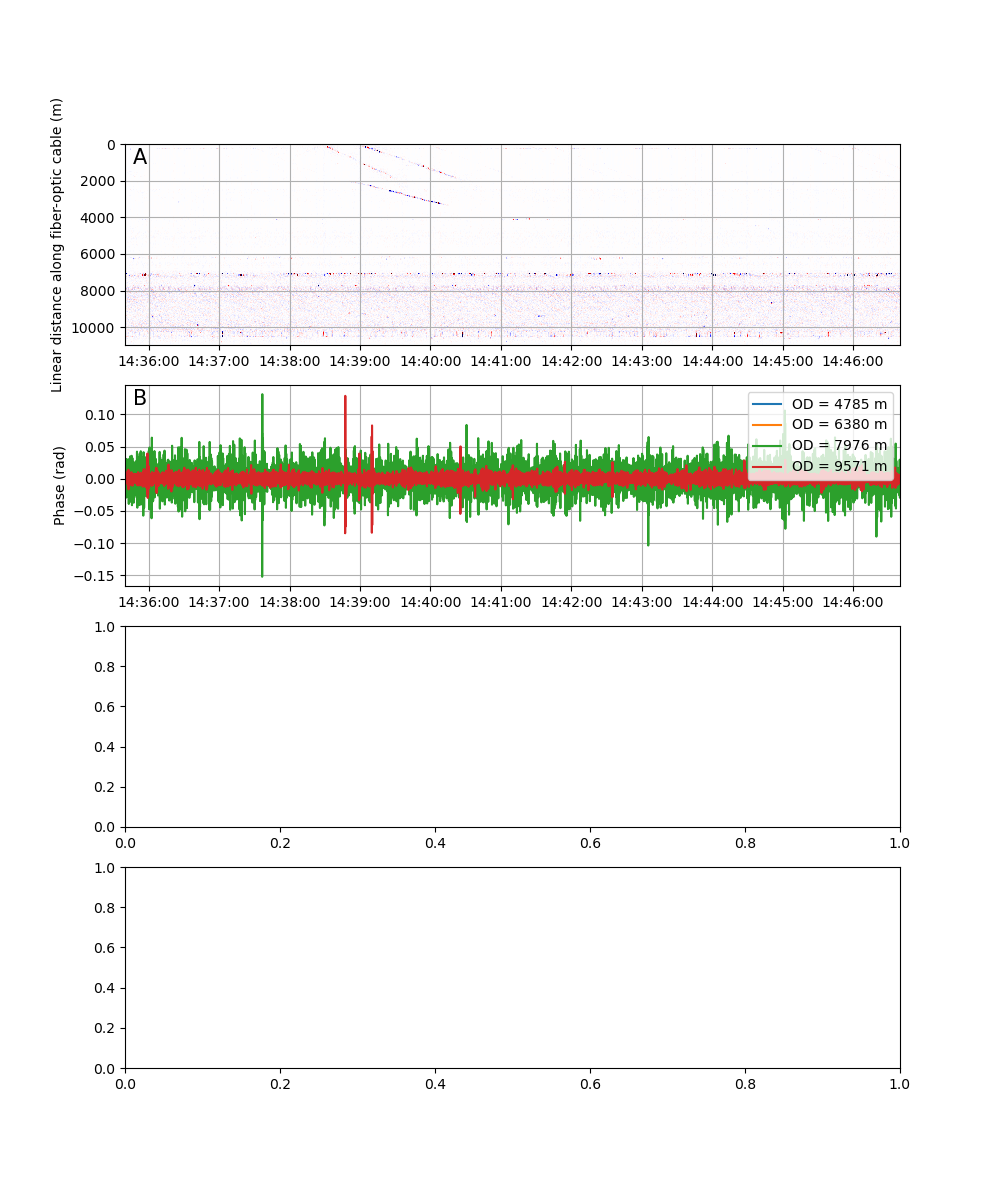 Linear distance along fiber-optic cable (m)
A
0
2000
4000
6000
8000
10000
14:36:00 14:37:00 14:38:00 14:39:00 14:40:00 14:41:00 14:42:00 14:43:00 14:44:00 14:45:00 14:46:00
Phase (rad)
B
0.10
0.05
0.00
−0.05
−0.10
−0.15
OD = 4785 m
OD = 6380 m
OD = 7976 m
OD = 9571 m
14:36:00 14:37:00 14:38:00 14:39:00 14:40:00 14:41:00 14:42:00 14:43:00 14:44:00 14:45:00 14:46:00
1.0
0.8
0.6
0.4
0.2
0.0
0.0 0.2 0.4 0.6 0.8 1.0
1.0
0.8
0.6
0.4
0.2
0.0
0.0 0.2 0.4 0.6 0.8 1.0